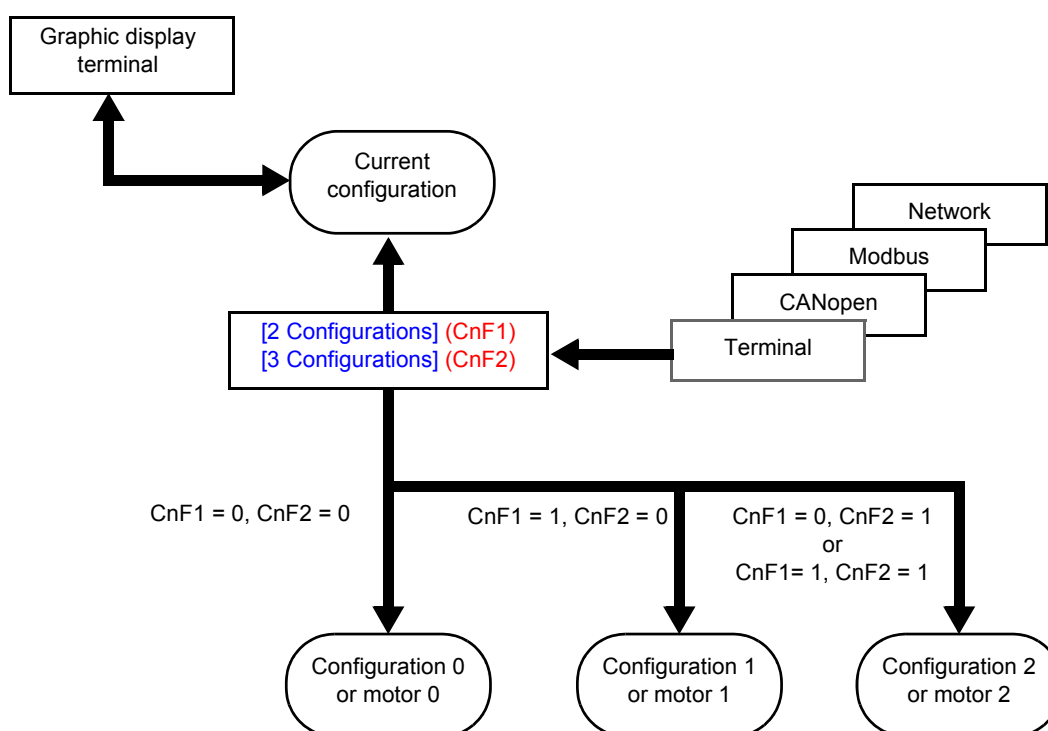 Graphic display
terminal
Current
configuration
Network
Modbus
CANopen
Terminal
[2 Configurations] (CnF1)
[3 Configurations] (CnF2)
CnF1 = 0, CnF2 = 0
CnF1 = 1, CnF2 = 0
CnF1 = 0, CnF2 = 1
or
CnF1= 1, CnF2 = 1
Configuration 0
or motor 0
Configuration 1
or motor 1
Configuration 2
or motor 2